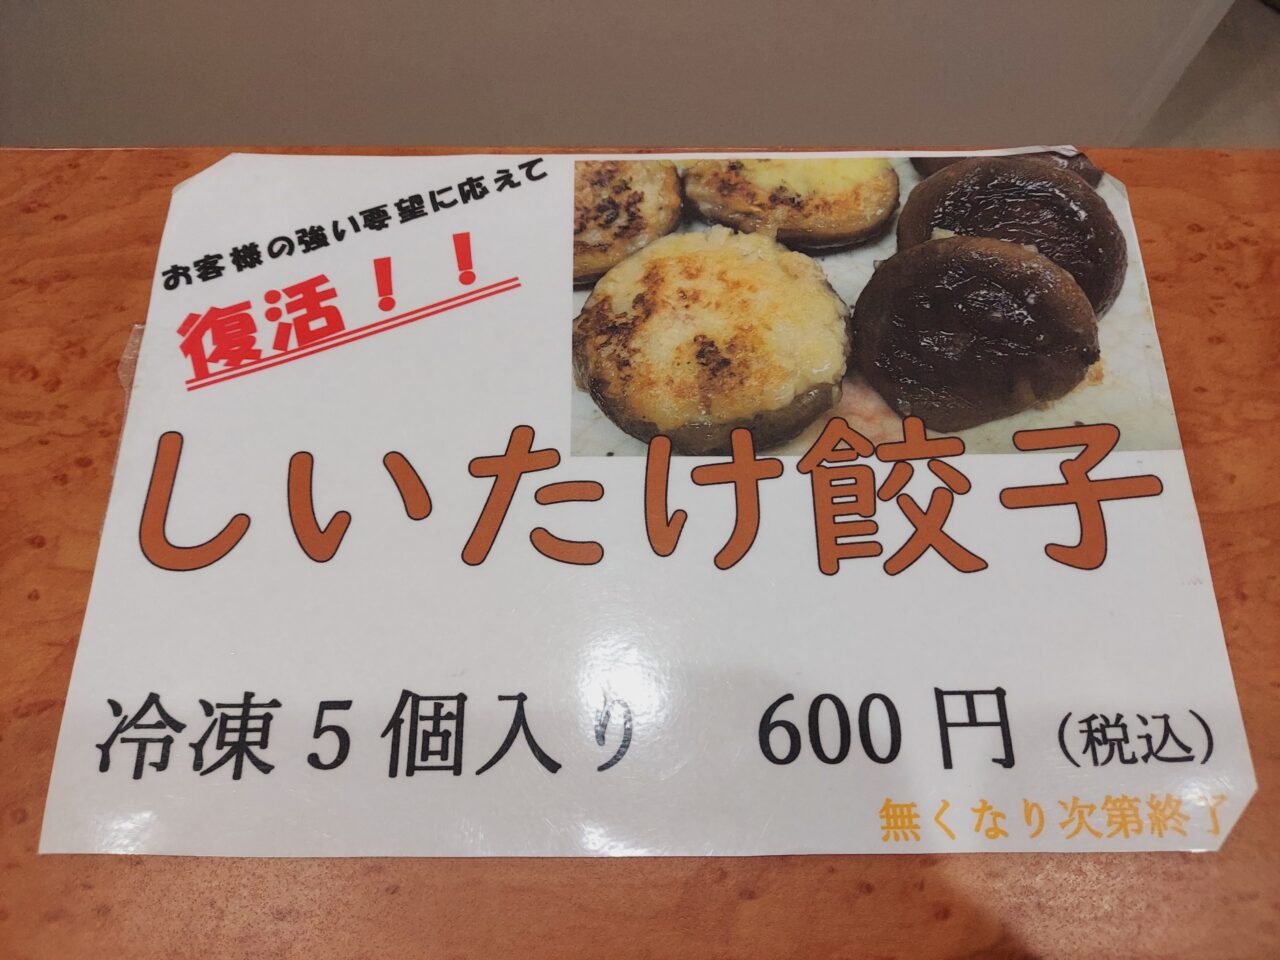 お客様の強い要望に応えて
復活！！
しいたけ餃子
冷凍５個入り　600円（税込）
無くなり次第終了